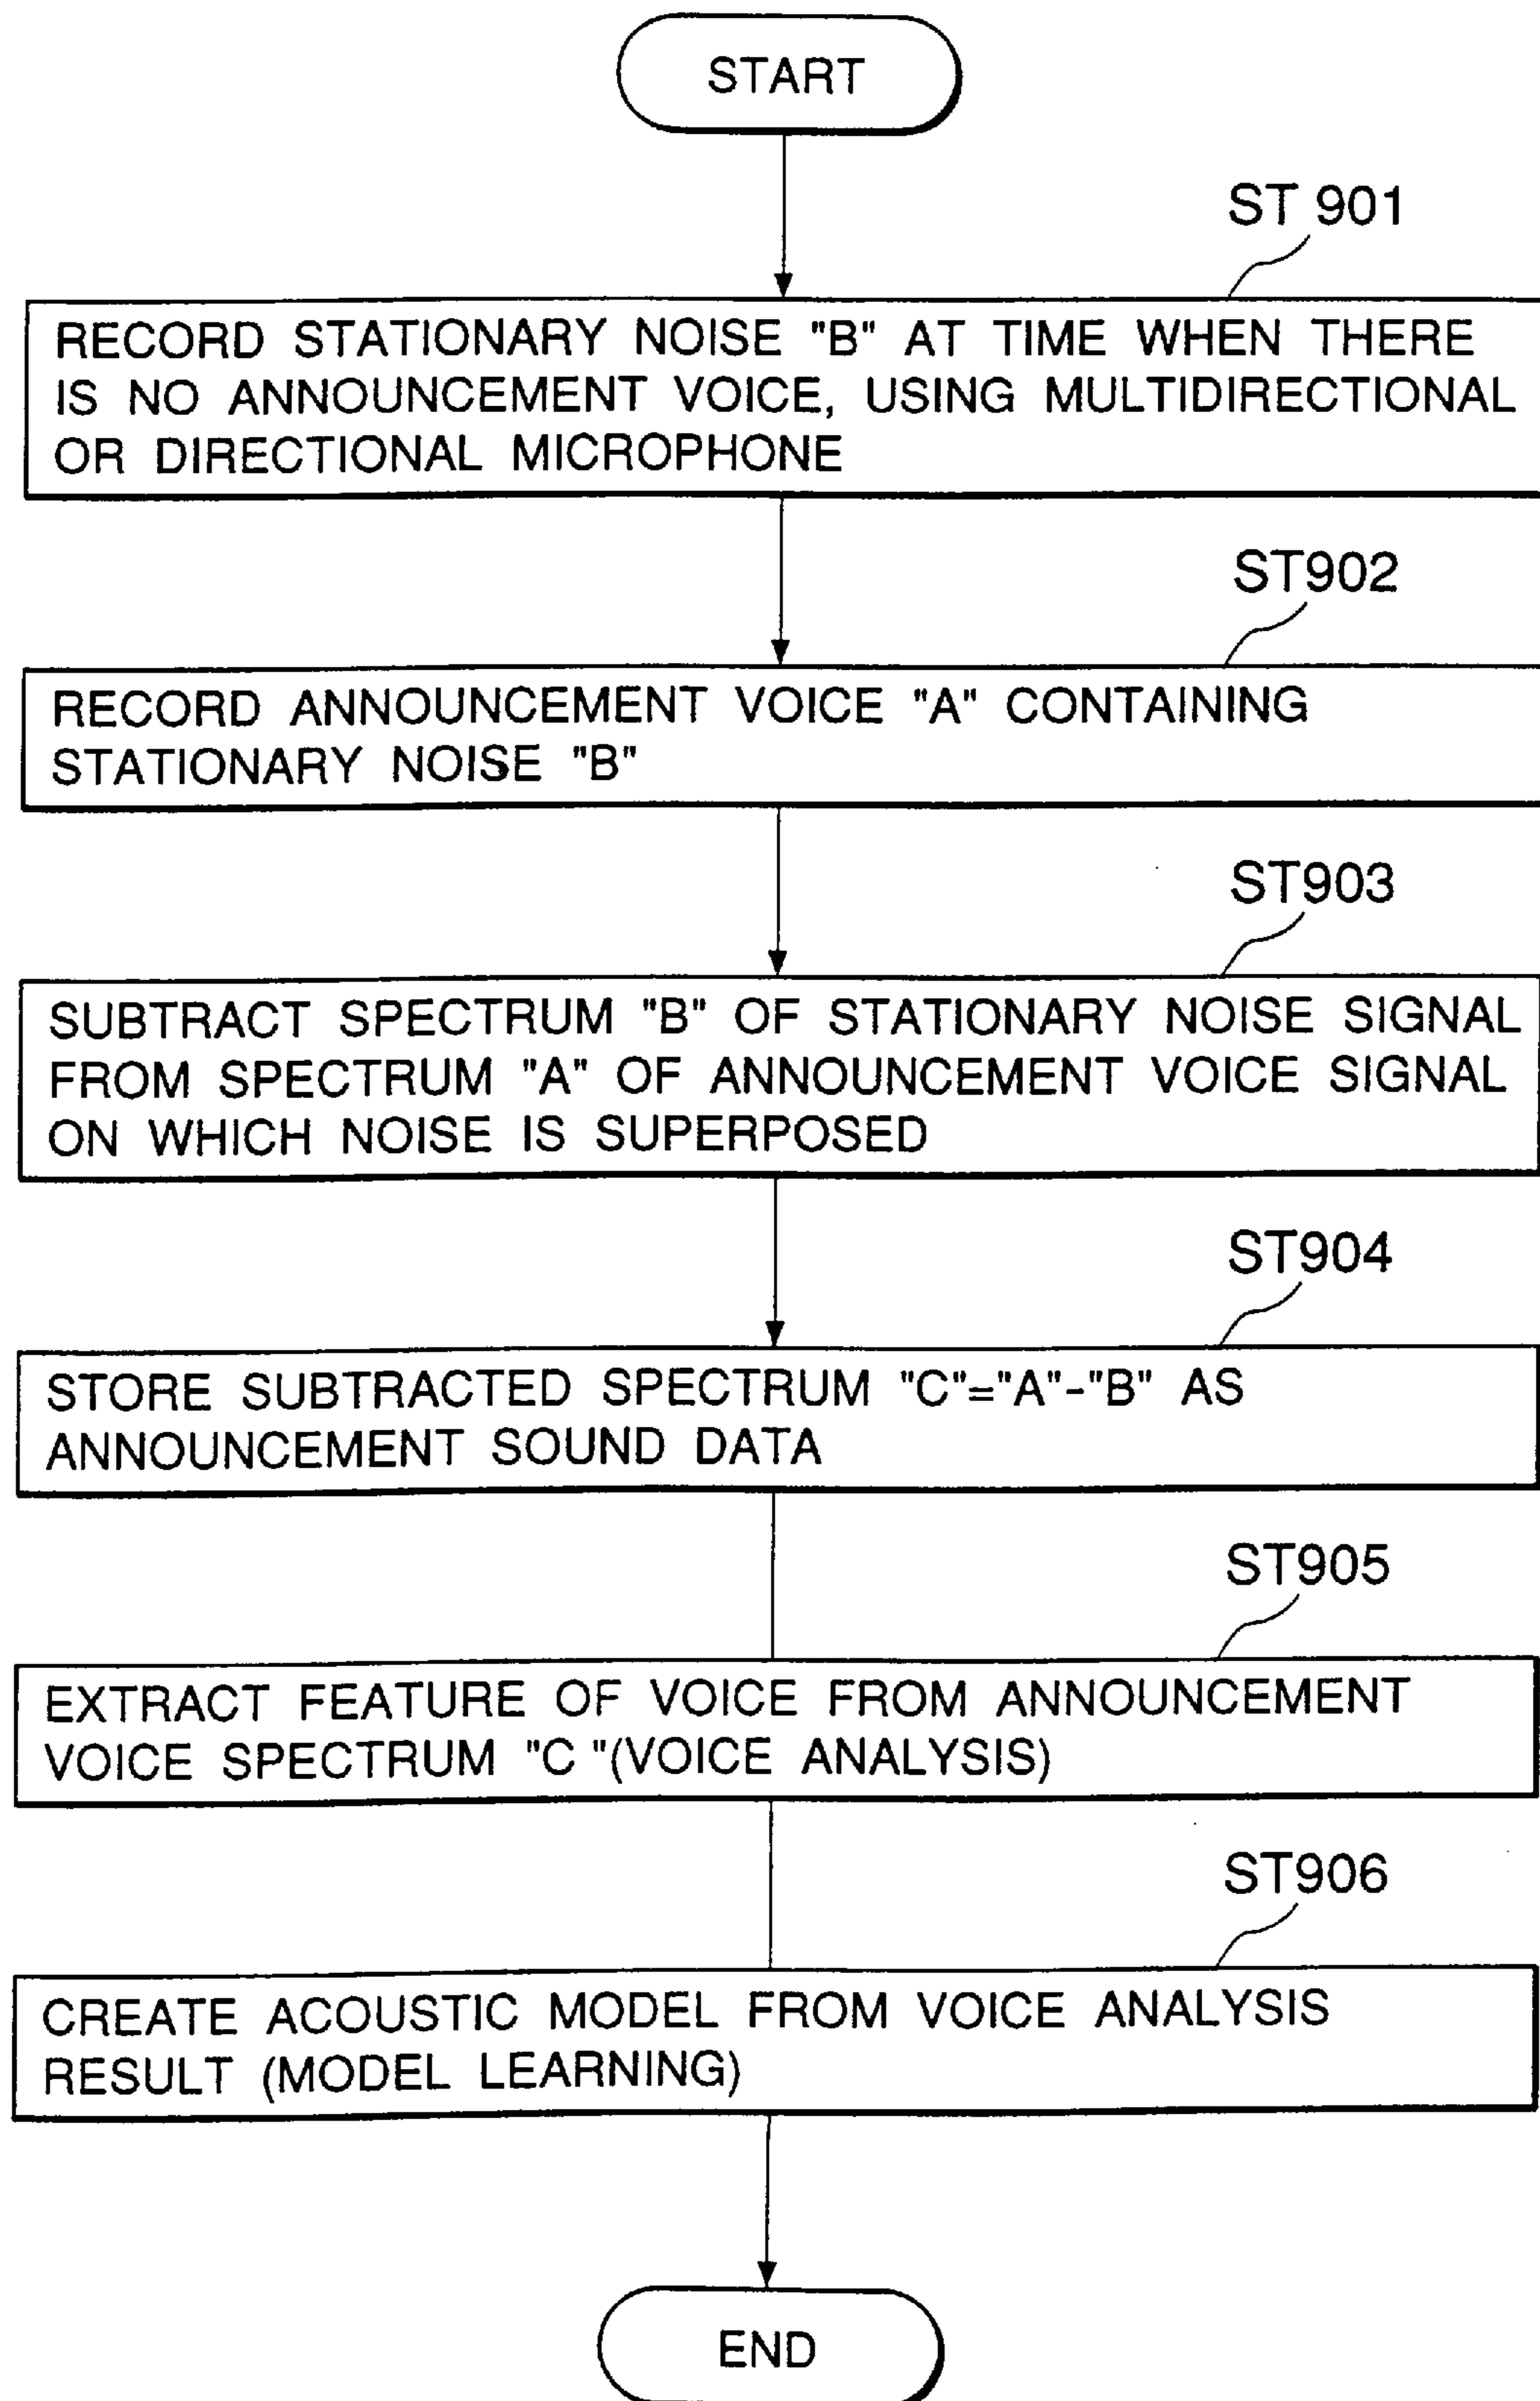 START
ST 901
RECORD STATIONARY NOISE "B" AT TIME WHEN THERE
IS NO ANNOUNCEMENT VOICE, USING MULTIDIRECTIONAL
OR DIRECTIONAL MICROPHONE
ST902
RECORD ANNOUNCEMENT VOICE "A" CONTAINING
STATIONARY NOISE "B"
ST903
SUBTRACT SPECTRUM "B" OF STATIONARY NOISE SIGNAL
FROM SPECTRUM "A" OF ANNOUNCEMENT VOICE SIGNAL
ON WHICH NOISE IS SUPERPOSED
ST904
STORE SUBTRACTED SPECTRUM "C"="A"-"B" AS
ANNOUNCEMENT SOUND DATA
ST905
EXTRACT FEATURE OF VOICE FROM ANNOUNCEMENT
VOICE SPECTRUM "C "(VOICE ANALYSIS)
ST906
CREATE ACOUSTIC MODEL FROM VOICE ANALYSIS
RESULT (MODEL LEARNING)
END